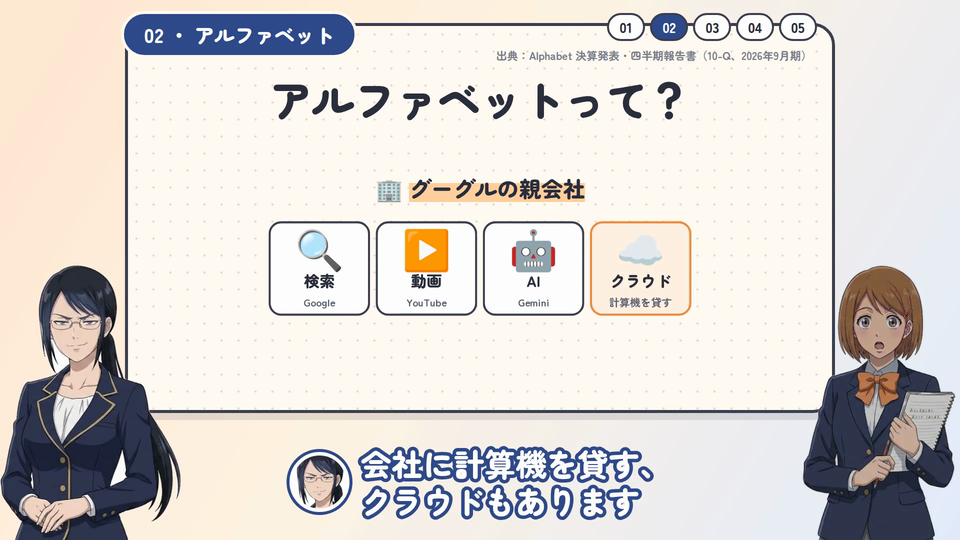 02 ・ アルファベット
01 02 03 04 05
出典：Alphabet 決算発表・四半期報告書（10-Q、2026年9月期）
アルファベットって？
グーグルの親会社
検索
Google
動画
YouTube
AI
Gemini
クラウド
計算機を貸す
会社に計算機を貸す、
クラウドもあります